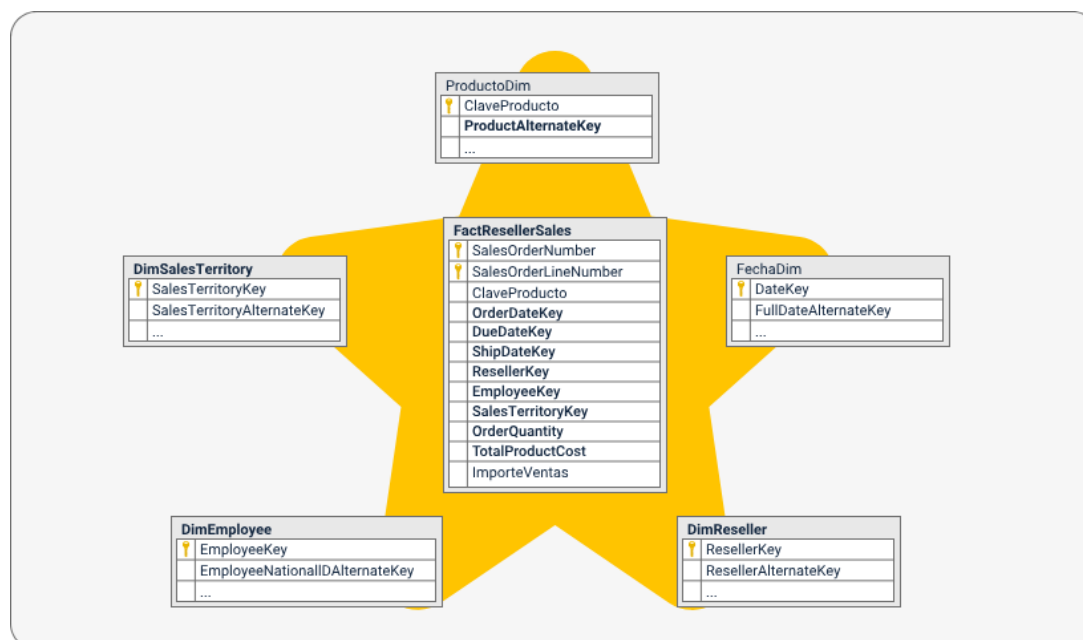 ProductoDim
ClaveProducto
ProductAlternateKey
...
FactResellerSales
SalesOrderNumber
SalesOrderLineNumber
ClaveProducto
OrderDateKey
DueDateKey
ShipDateKey
ResellerKey
EmployeeKey
SalesTerritoryKey
OrderQuantity
TotalProductCost
ImporteVentas
DimSalesTerritory
SalesTerritoryKey
SalesTerritoryAlternateKey
...
FechaDim
DateKey
FullDateAlternateKey
...
DimEmployee
EmployeeKey
EmployeeNationalIDAlternateKey
...
DimReseller
ResellerKey
ResellerAlternateKey
...